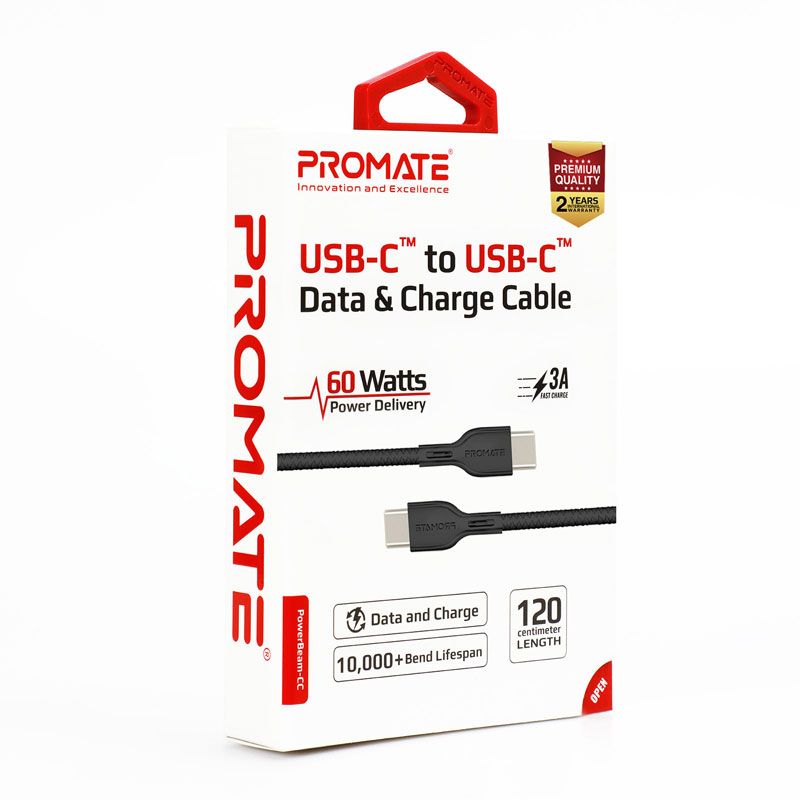 PROMATE
PROMATE®
Innovation and Excellence
PREMIUM
QUALITY
2 YEARS
INTERNATIONAL
WARRANTY
USB-C™ to USB-C™
Data & Charge Cable
60 Watts
Power Delivery
3A
FAST CHARGE
PROMATE
PROMATE
Data and Charge
10,000+ Bend Lifespan
120
centimeter
LENGTH
OPEN
PROMATE®
PowerBeam-CC